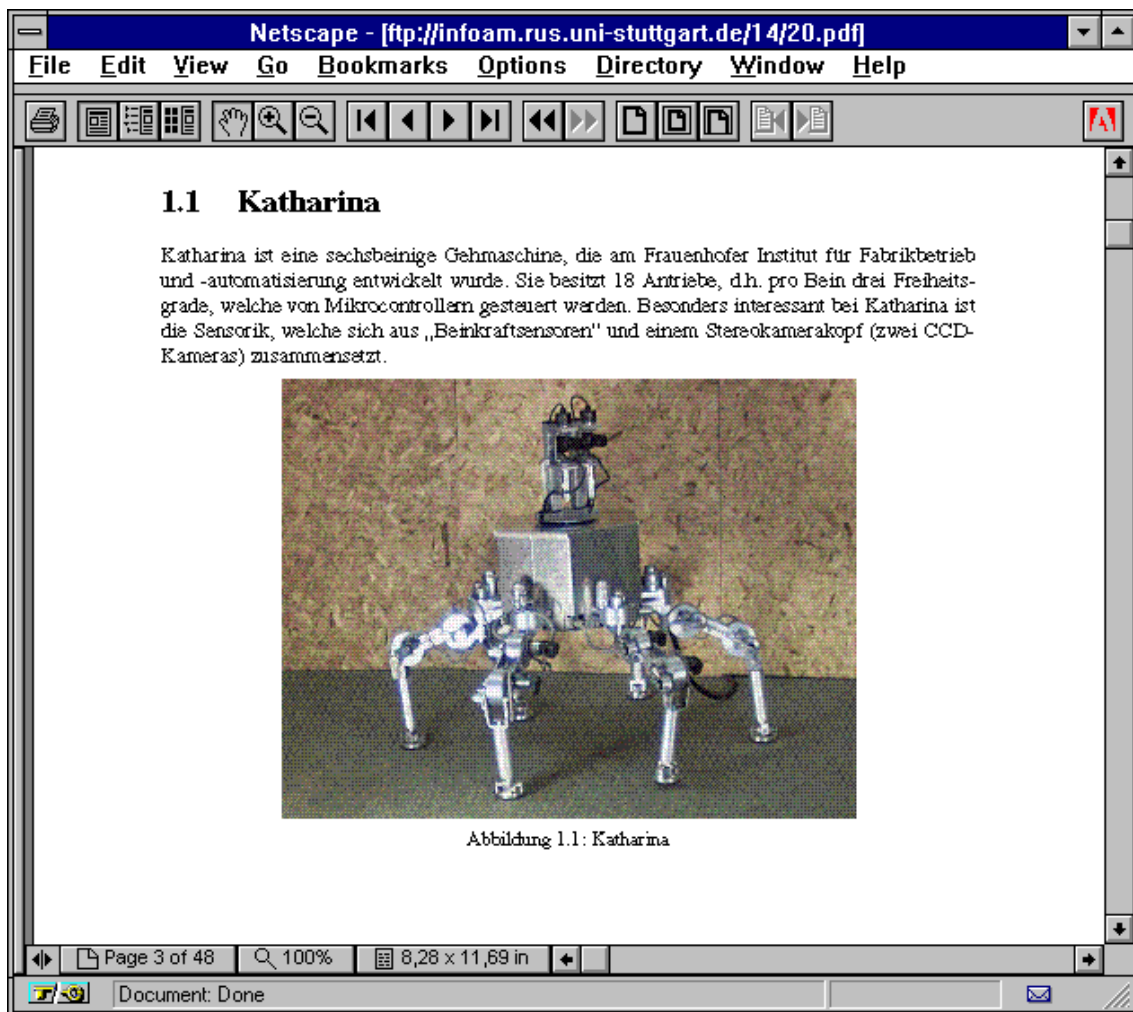 Netscape - [ftp://infoam.rus.uni-stuttgart.de/14/20.pdf]
File Edit View Go Bookmarks Options Directory Window Help
1.1 Katharina
Katharina ist eine sechsbeinige Gehmaschine, die am Frauenhofer Institut für Fabrikbetrieb
und -automatisierung entwickelt wurde. Sie besitzt 18 Antriebe, d.h. pro Bein drei Freiheits-
grade, welche von Mikrocontrollern gesteuert werden. Besonders interessant bei Katharina ist
die Sensorik, welche sich aus „Beinkraftsensoren" und einem Stereokamerakopf (zwei CCD-
Kameras) zusammensetzt.
Abbildung 1.1: Katharina
Page 3 of 48 100% 8,28 x 11,69 in
Document: Done